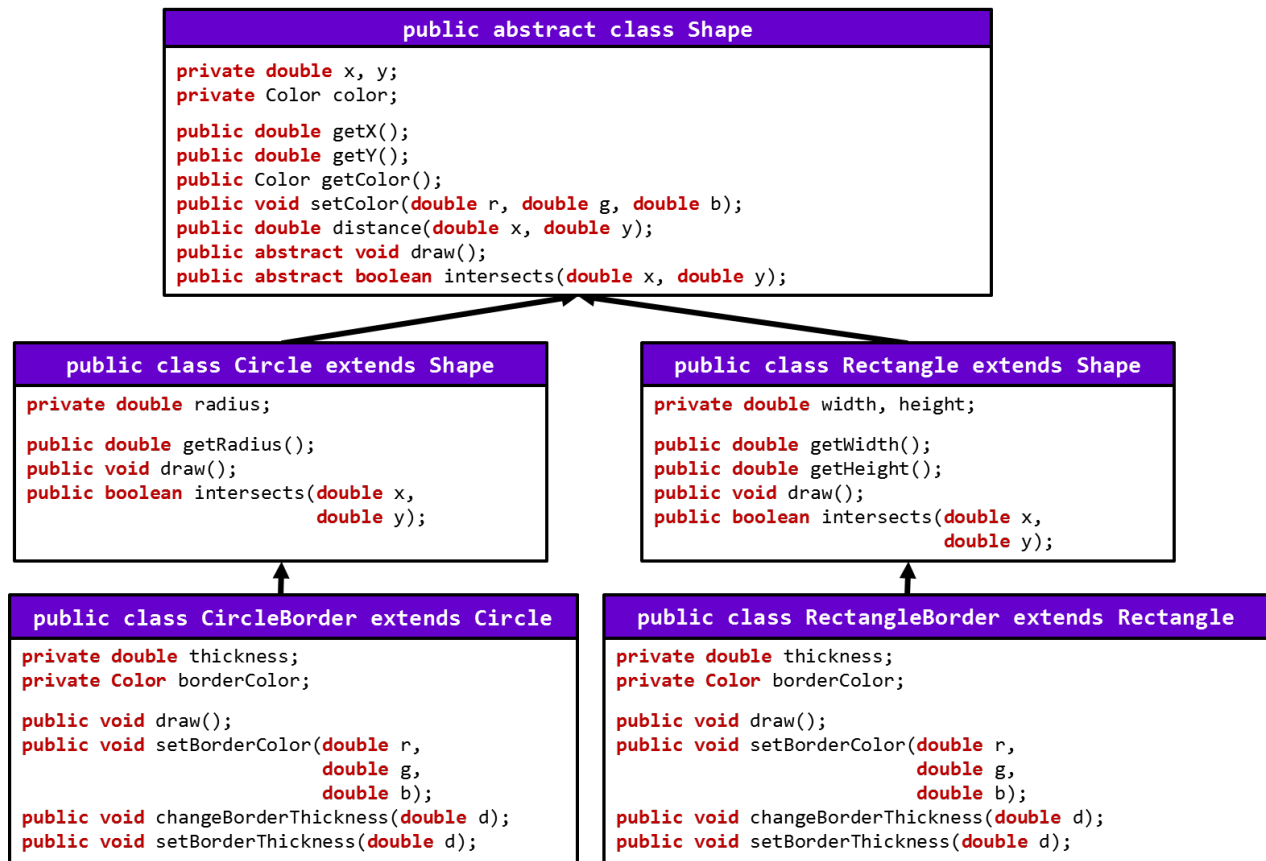 public abstract class Shape
private double x, y;
private Color color;
public double getX();
public double getY();
public Color getColor();
public void setColor(double r, double g, double b);
public double distance(double x, double y);
public abstract void draw();
public abstract boolean intersects(double x, double y);
public class Circle extends Shape
private double radius;
public double getRadius();
public void draw();
public boolean intersects(double x,
double y);
public class Rectangle extends Shape
private double width, height;
public double getWidth();
public double getHeight();
public void draw();
public boolean intersects(double x,
double y);
public class CircleBorder extends Circle
private double thickness;
private Color borderColor;
public void draw();
public void setBorderColor(double r,
double g,
double b);
public void changeBorderThickness(double d);
public void setBorderThickness(double d);
public class RectangleBorder extends Rectangle
private double thickness;
private Color borderColor;
public void draw();
public void setBorderColor(double r,
double g,
double b);
public void changeBorderThickness(double d);
public void setBorderThickness(double d);